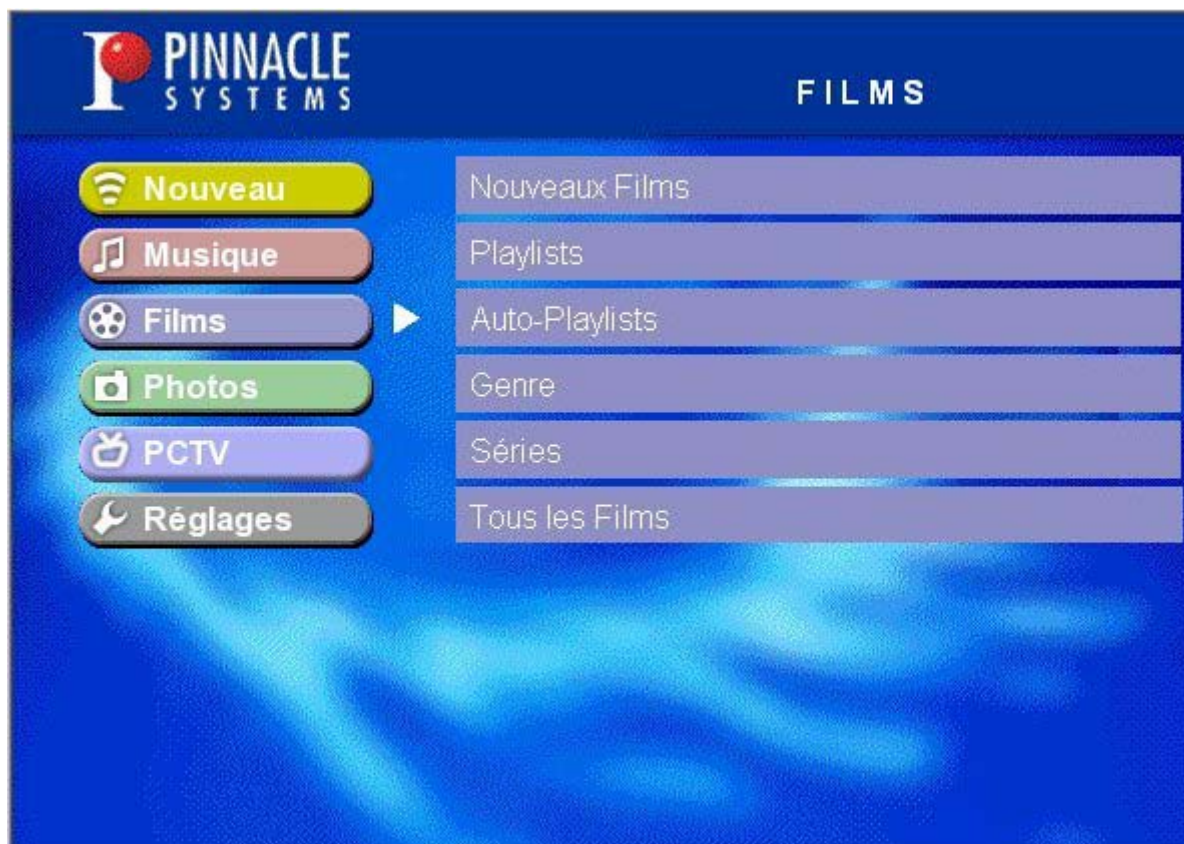 PINNACLE
SYSTEMS
FILMS
Nouveau
Musique
Films
Photos
PCTV
Réglages
Nouveaux Films
Playlists
Auto-Playlists
Genre
Séries
Tous les Films